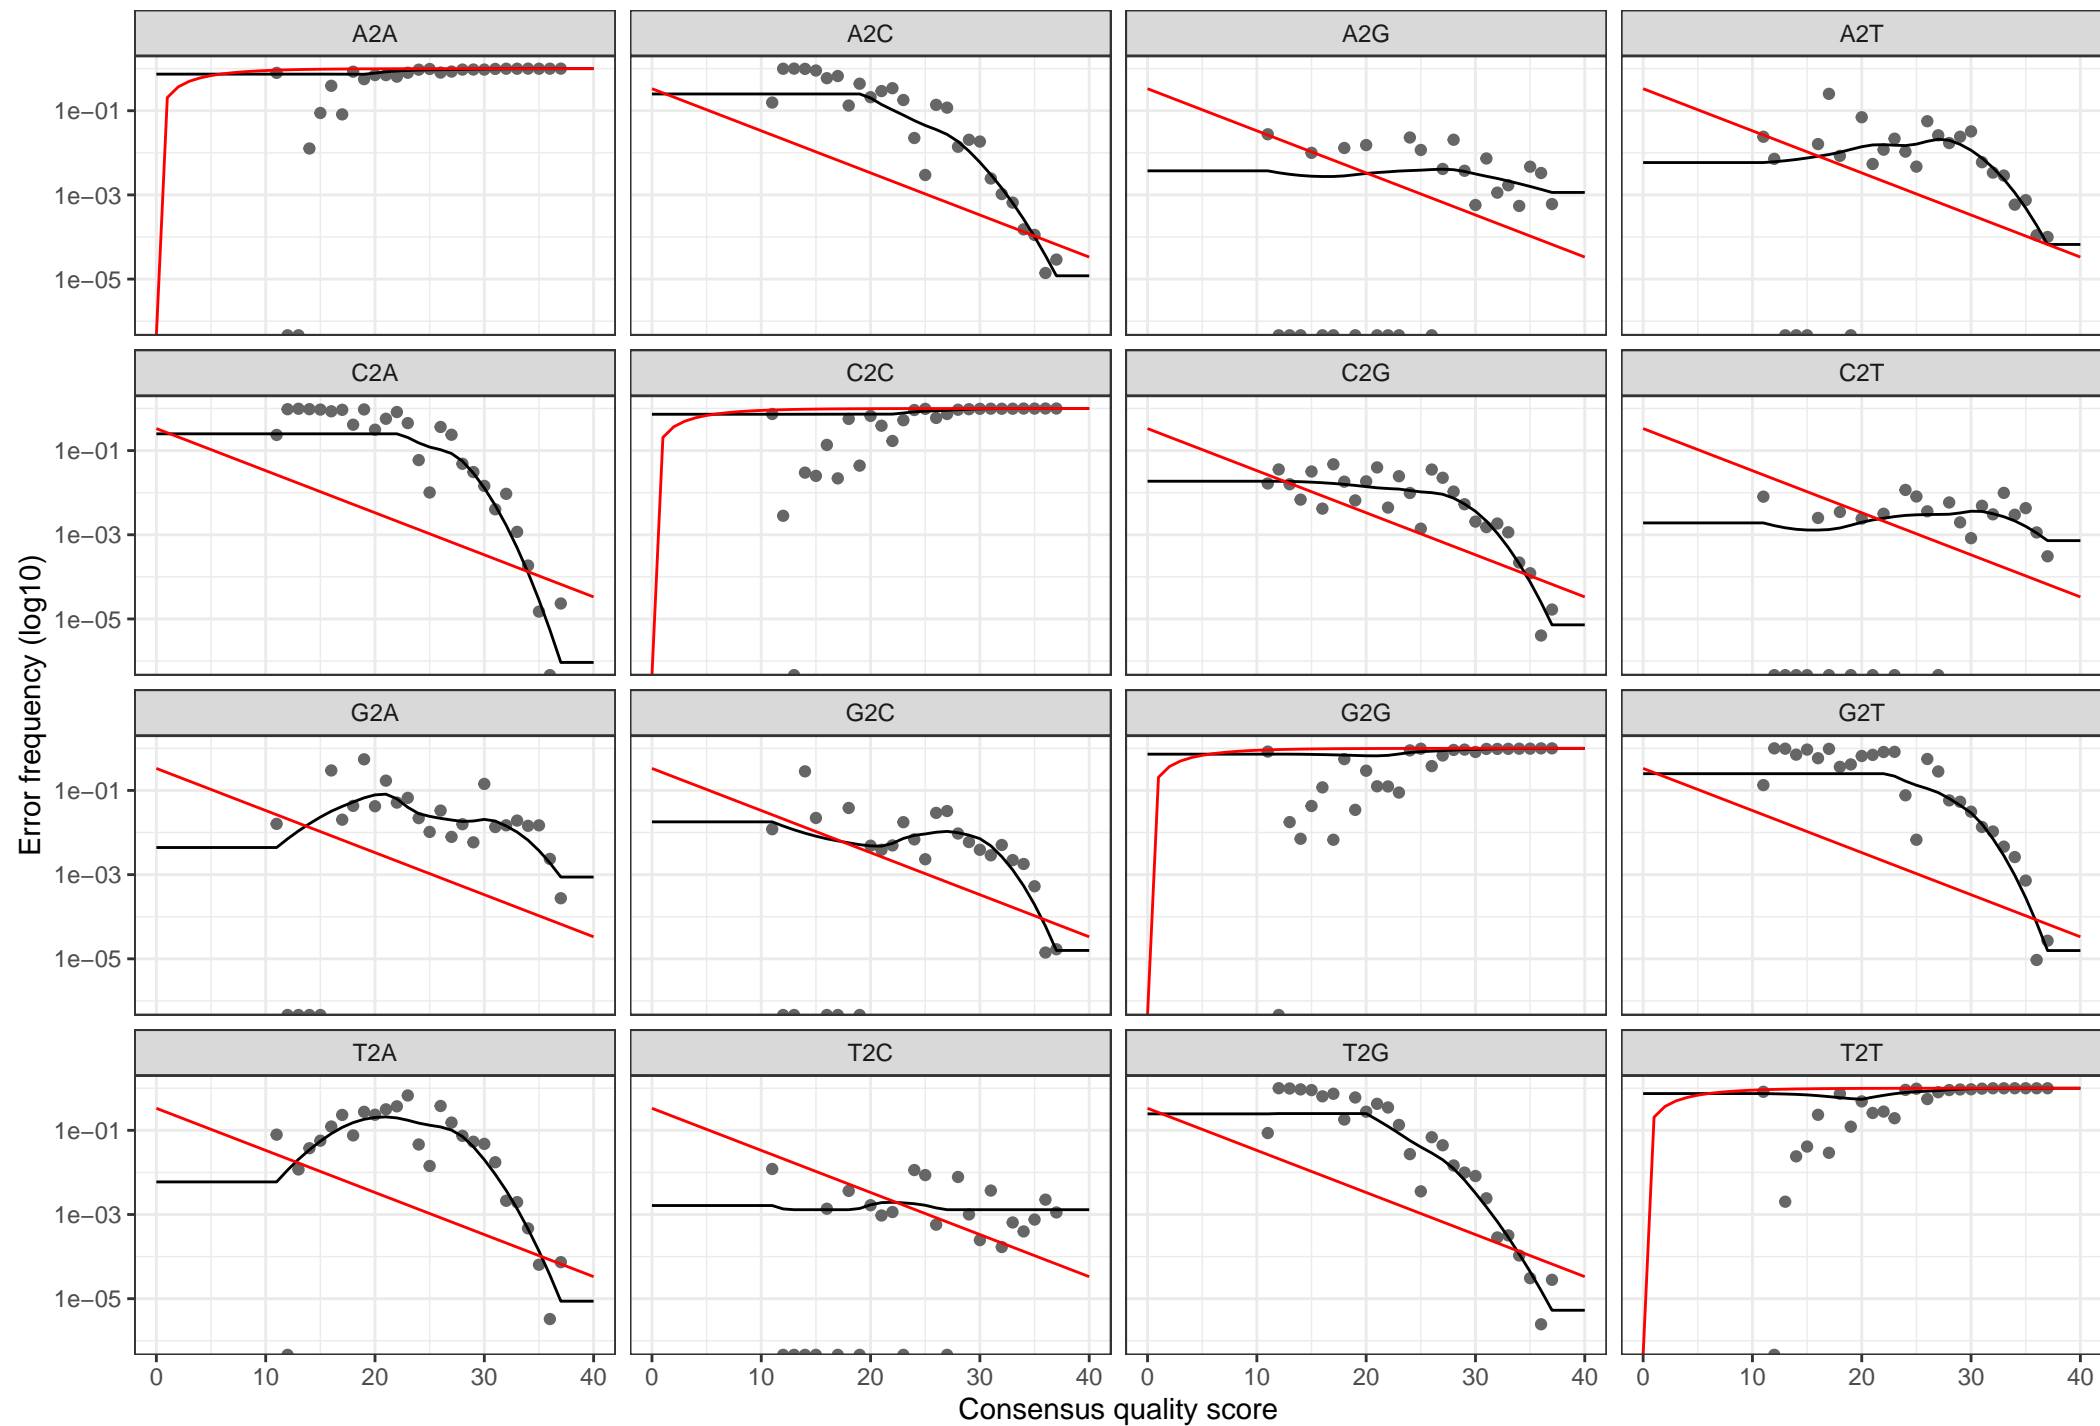 A2A A2C A2G A2T
1e−01
1e−03
1e−05
C2A C2C C2G C2T
1e−01
1e−03
1e−05
G2A G2C G2G G2T
1e−01
1e−03
1e−05
T2A T2C T2G T2T
1e−01
1e−03
1e−05
0 10 20 30 40 0 10 20 30 40 0 10 20 30 40 0 10 20 30 40
Consensus quality score
Error frequency (log10)